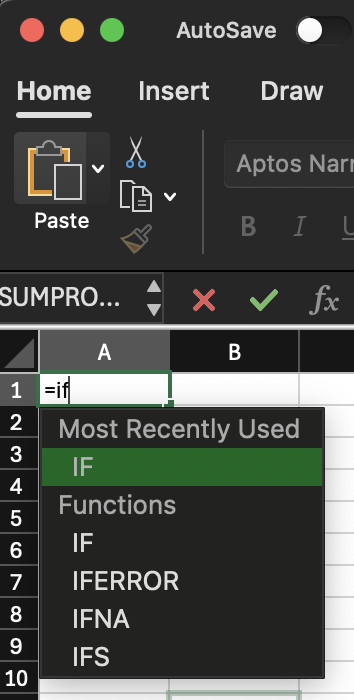 AutoSave
Home Insert Draw
Paste
Aptos Narr
B I U
SUMPRO... fx
A B
1 =if
2 Most Recently Used
3 IF
4 Functions
5 IF
6
7 IFERROR
8 IFNA
9 IFS
10